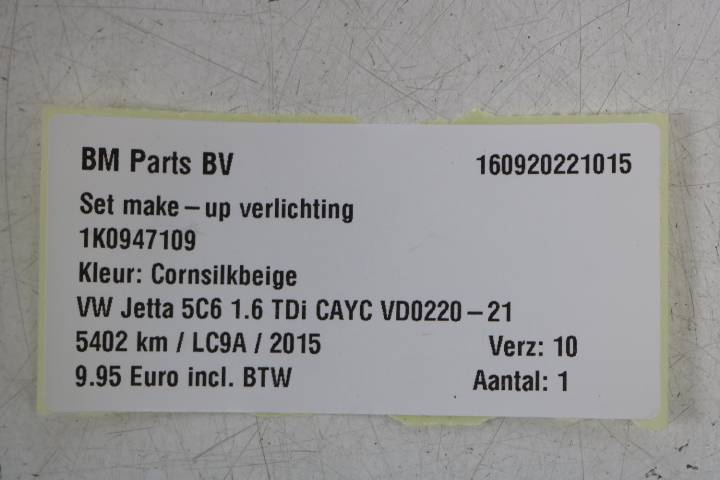 BM Parts BV 160920221015
Set make-up verlichting
1K0947109
Kleur: Cornsilkbeige
VW Jetta 5C6 1.6 TDi CAYC VD0220-21
5402 km / LC9A / 2015 Verz: 10
9.95 Euro incl. BTW Aantal: 1